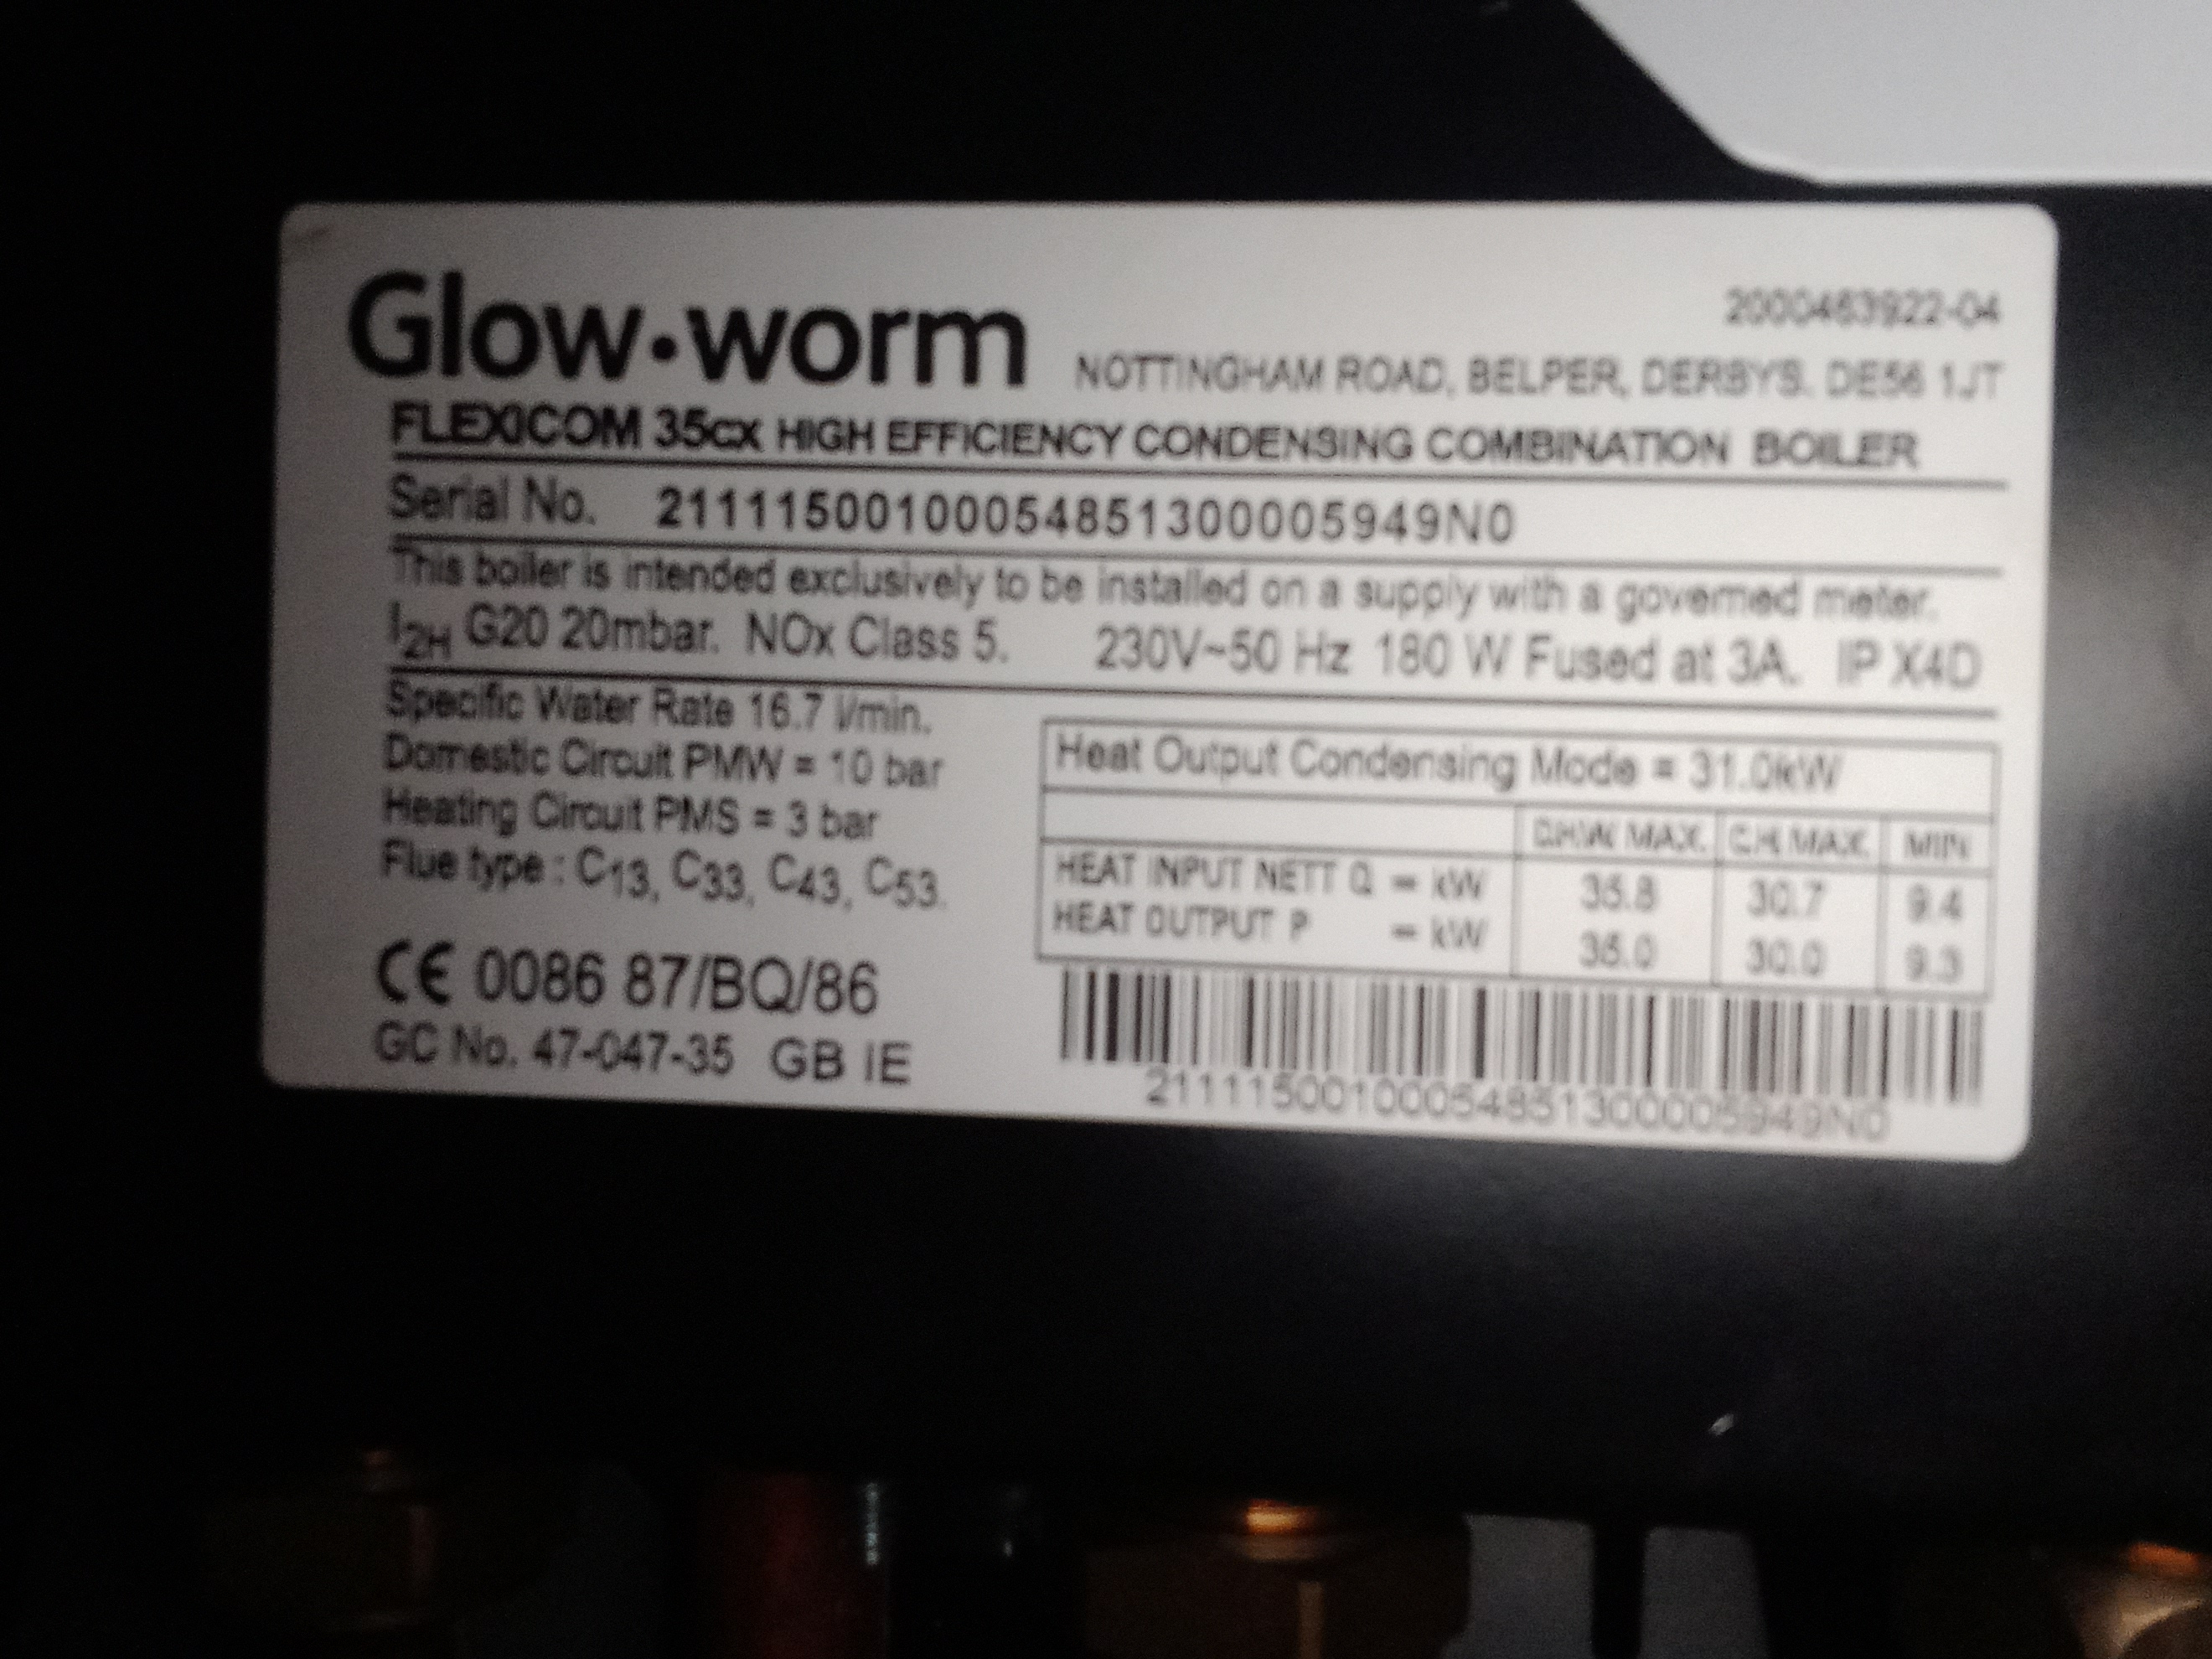 Glow·worm
2000463922-04
NOTTINGHAM ROAD, BELPER, DERBYS. DE56 1JT
FLEXICOM 35cx HIGH EFFICIENCY CONDENSING COMBINATION BOILER
Serial No. 21111500100054851300005949N0
This boiler is intended exclusively to be installed on a supply with a governed meter.
I2H G20 20mbar. NOx Class 5. 230V~50 Hz 180 W Fused at 3A. IP X4D
Specific Water Rate 16.7 l/min.
Domestic Circuit PMW = 10 bar
Heating Circuit PMS = 3 bar
Flue type : C13, C33, C43, C53.
CE 0086 87/BQ/86
GC No. 47-047-35 GB IE
Heat Output Condensing Mode = 31.0kW
D.H.W MAX. C.H. MAX. MIN
HEAT INPUT NETT Q = kW 35.8 30.7 9.4
HEAT OUTPUT P = kW 35.0 30.0 9.3
21111500100054851300005949N0